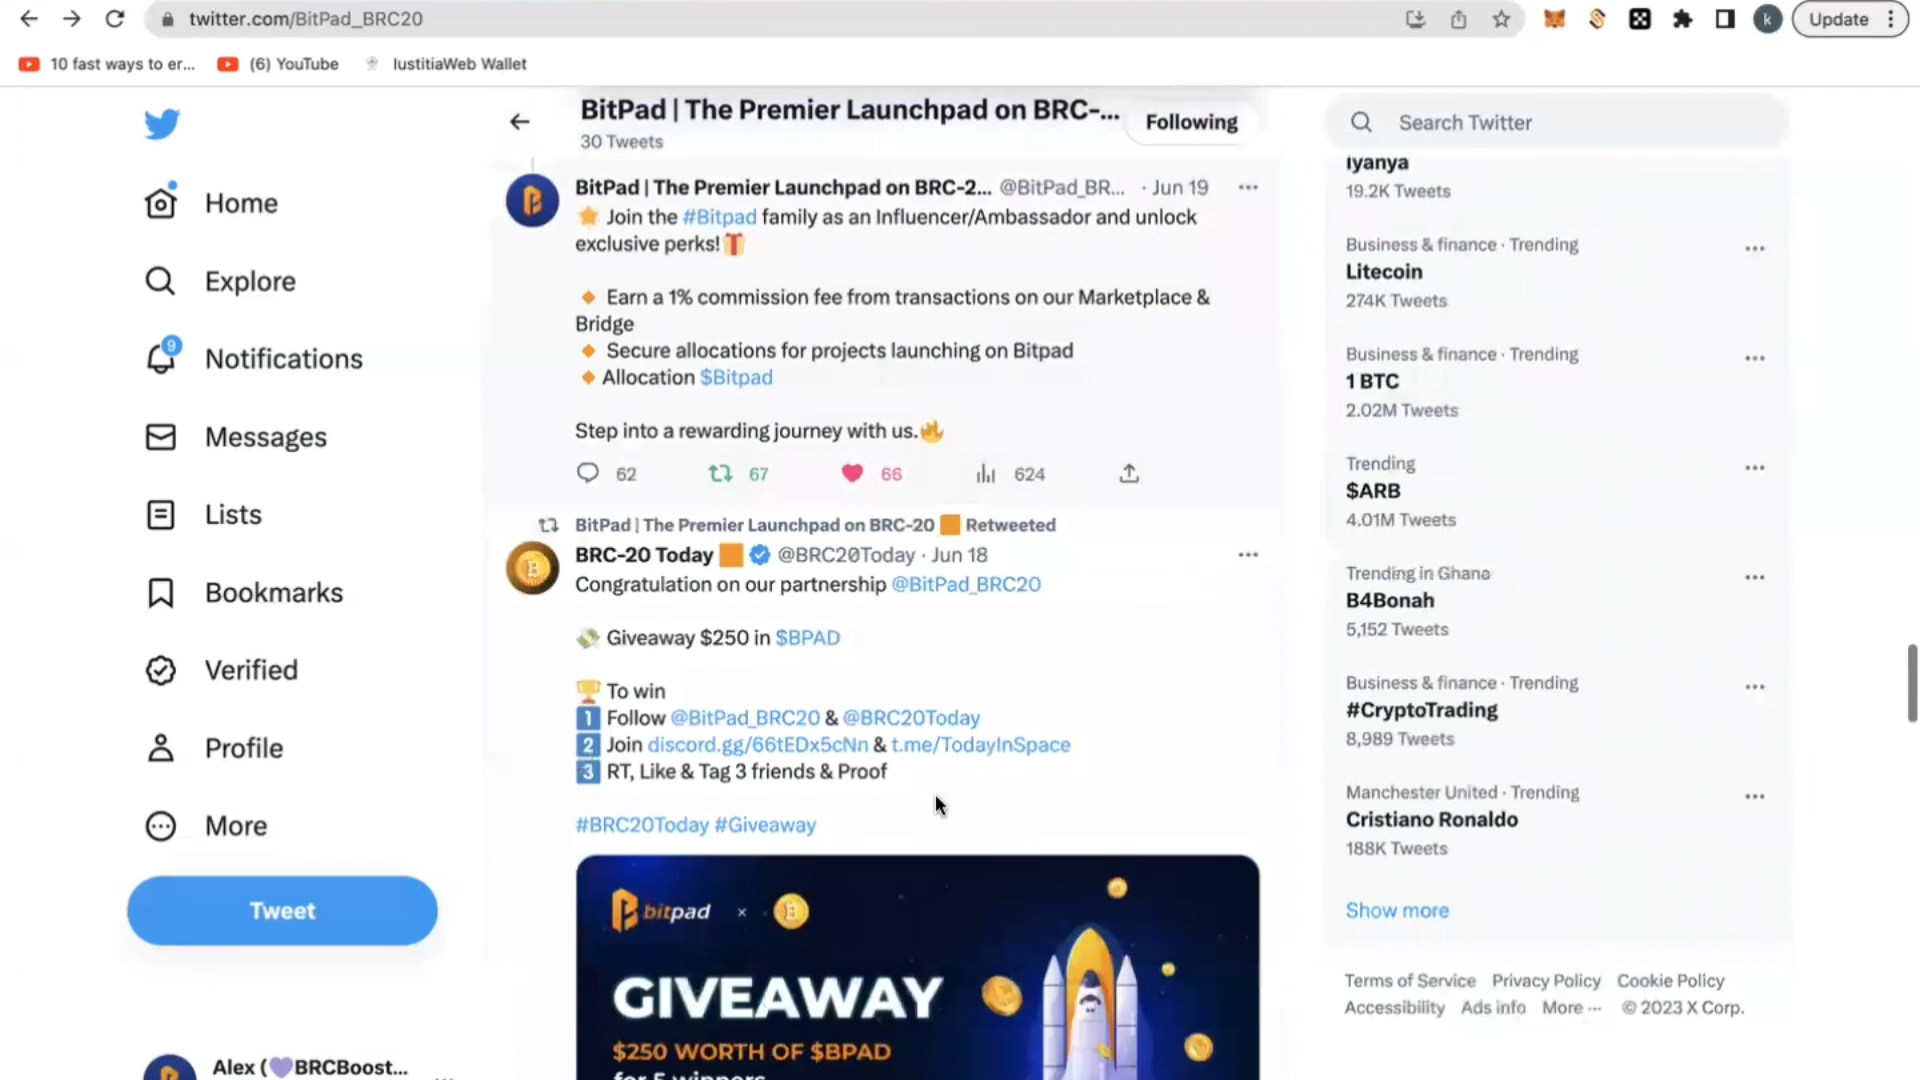 twitter.com/BitPad_BRC20
k
Update
10 fast ways to er...
(6) YouTube
IustitiaWeb Wallet
BitPad | The Premier Launchpad on BRC-...
30 Tweets
Following
Search Twitter
Home
Explore
9
Notifications
Messages
Lists
Bookmarks
Verified
Profile
More
Tweet
Alex (💜BRCBoost...
BitPad | The Premier Launchpad on BRC-2... @BitPad_BR... · Jun 19
🌟 Join the #Bitpad family as an Influencer/Ambassador and unlock
exclusive perks!🎁
🔸 Earn a 1% commission fee from transactions on our Marketplace &
Bridge
🔸 Secure allocations for projects launching on Bitpad
🔸Allocation $Bitpad
Step into a rewarding journey with us.🔥
62 67 66 624
BitPad | The Premier Launchpad on BRC-20 🟧 Retweeted
BRC-20 Today 🟧 @BRC20Today · Jun 18
Congratulation on our partnership @BitPad_BRC20
💸 Giveaway $250 in $BPAD
🏆 To win
1️⃣ Follow @BitPad_BRC20 & @BRC20Today
2️⃣ Join discord.gg/66tEDx5cNn & t.me/TodayInSpace
3️⃣ RT, Like & Tag 3 friends & Proof
#BRC20Today #Giveaway
bitpad ×
GIVEAWAY
$250 WORTH OF $BPAD
for 5 winners
Iyanya
19.2K Tweets
Business & finance · Trending
Litecoin
274K Tweets
Business & finance · Trending
1 BTC
2.02M Tweets
Trending
$ARB
4.01M Tweets
Trending in Ghana
B4Bonah
5,152 Tweets
Business & finance · Trending
#CryptoTrading
8,989 Tweets
Manchester United · Trending
Cristiano Ronaldo
188K Tweets
Show more
Terms of Service Privacy Policy Cookie Policy
Accessibility Ads info More ··· © 2023 X Corp.